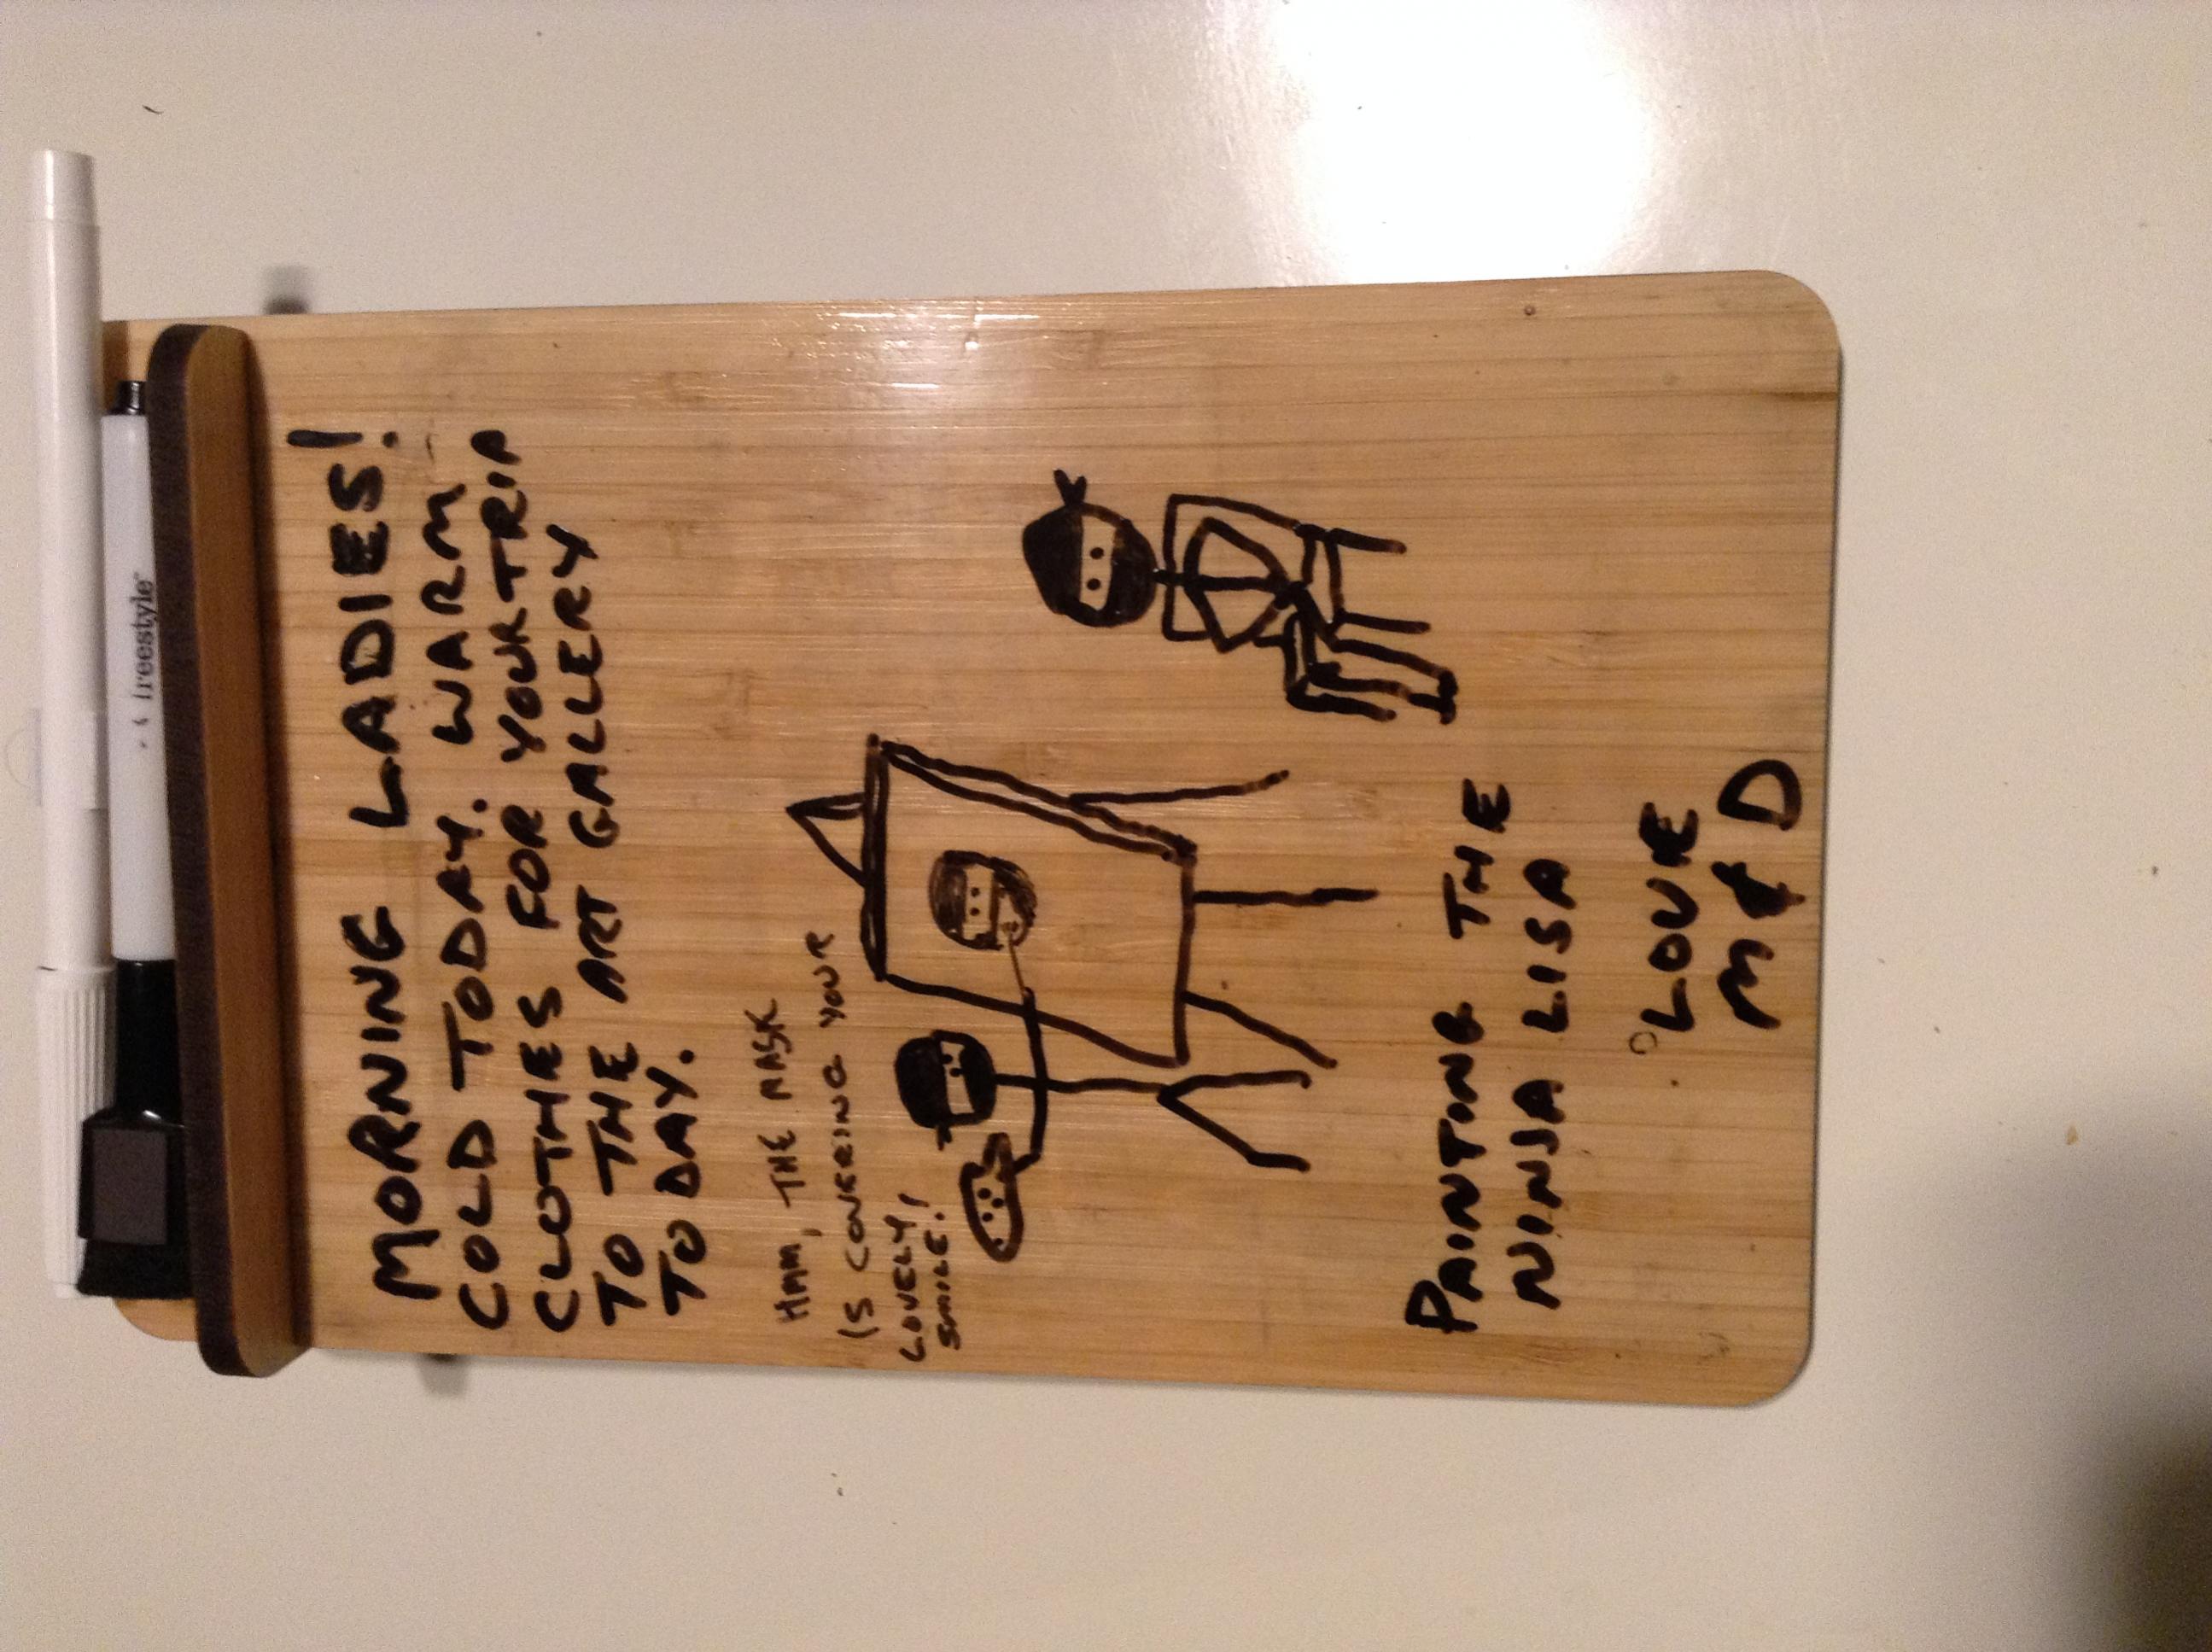 freestyle
MORNING LADIES!
COLD TODAY. WARM
CLOTHES FOR YOUR TRIP
TO THE ART GALLERY
TODAY.
HMM, THE MASK
IS COVERING YOUR
LOVELY
SMILE!
PAINTING THE
NINJA LISA
LOVE
M & D